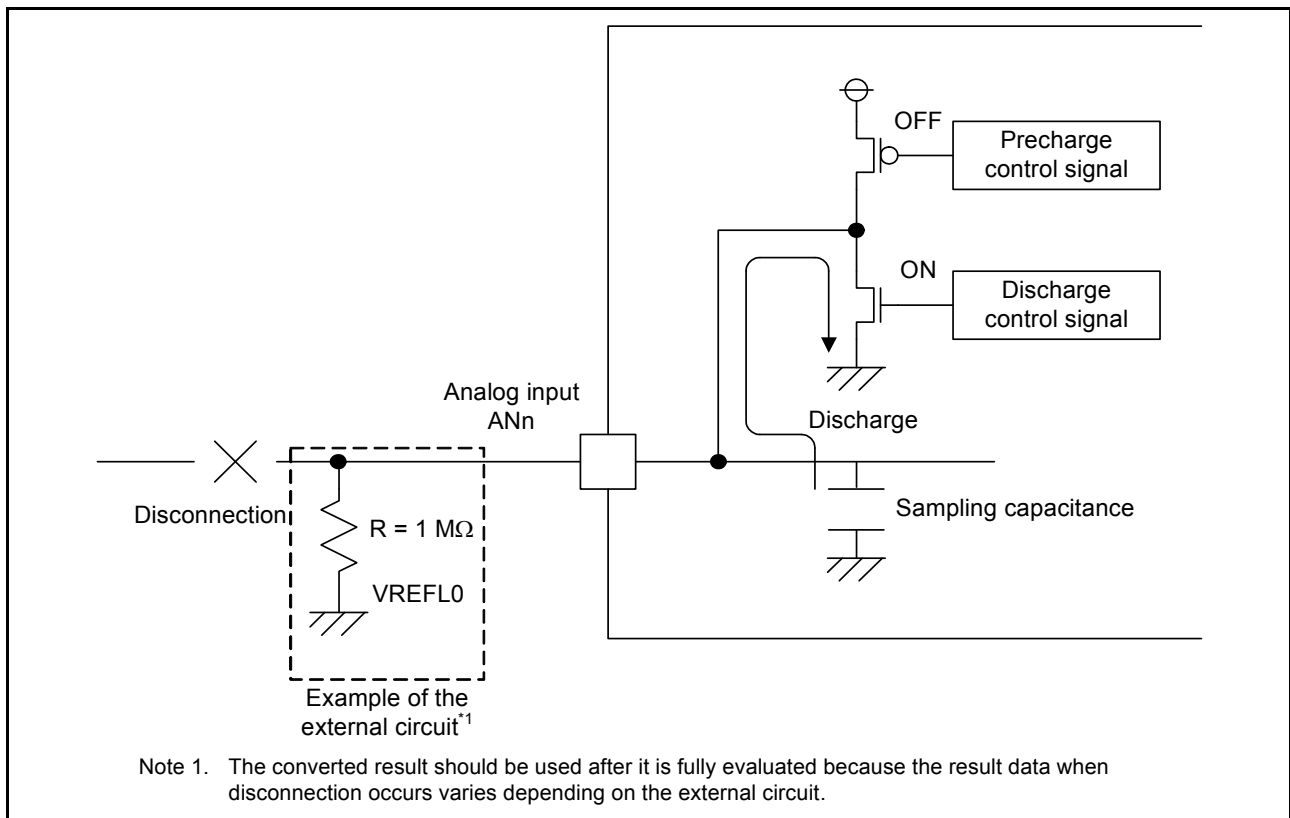 OFF
Precharge
control signal
ON
Discharge
control signal
Analog input
ANn
Discharge
Disconnection
R = 1 MΩ
Sampling capacitance
VREFL0
Example of the
external circuit*1
Note 1. The converted result should be used after it is fully evaluated because the result data when
disconnection occurs varies depending on the external circuit.